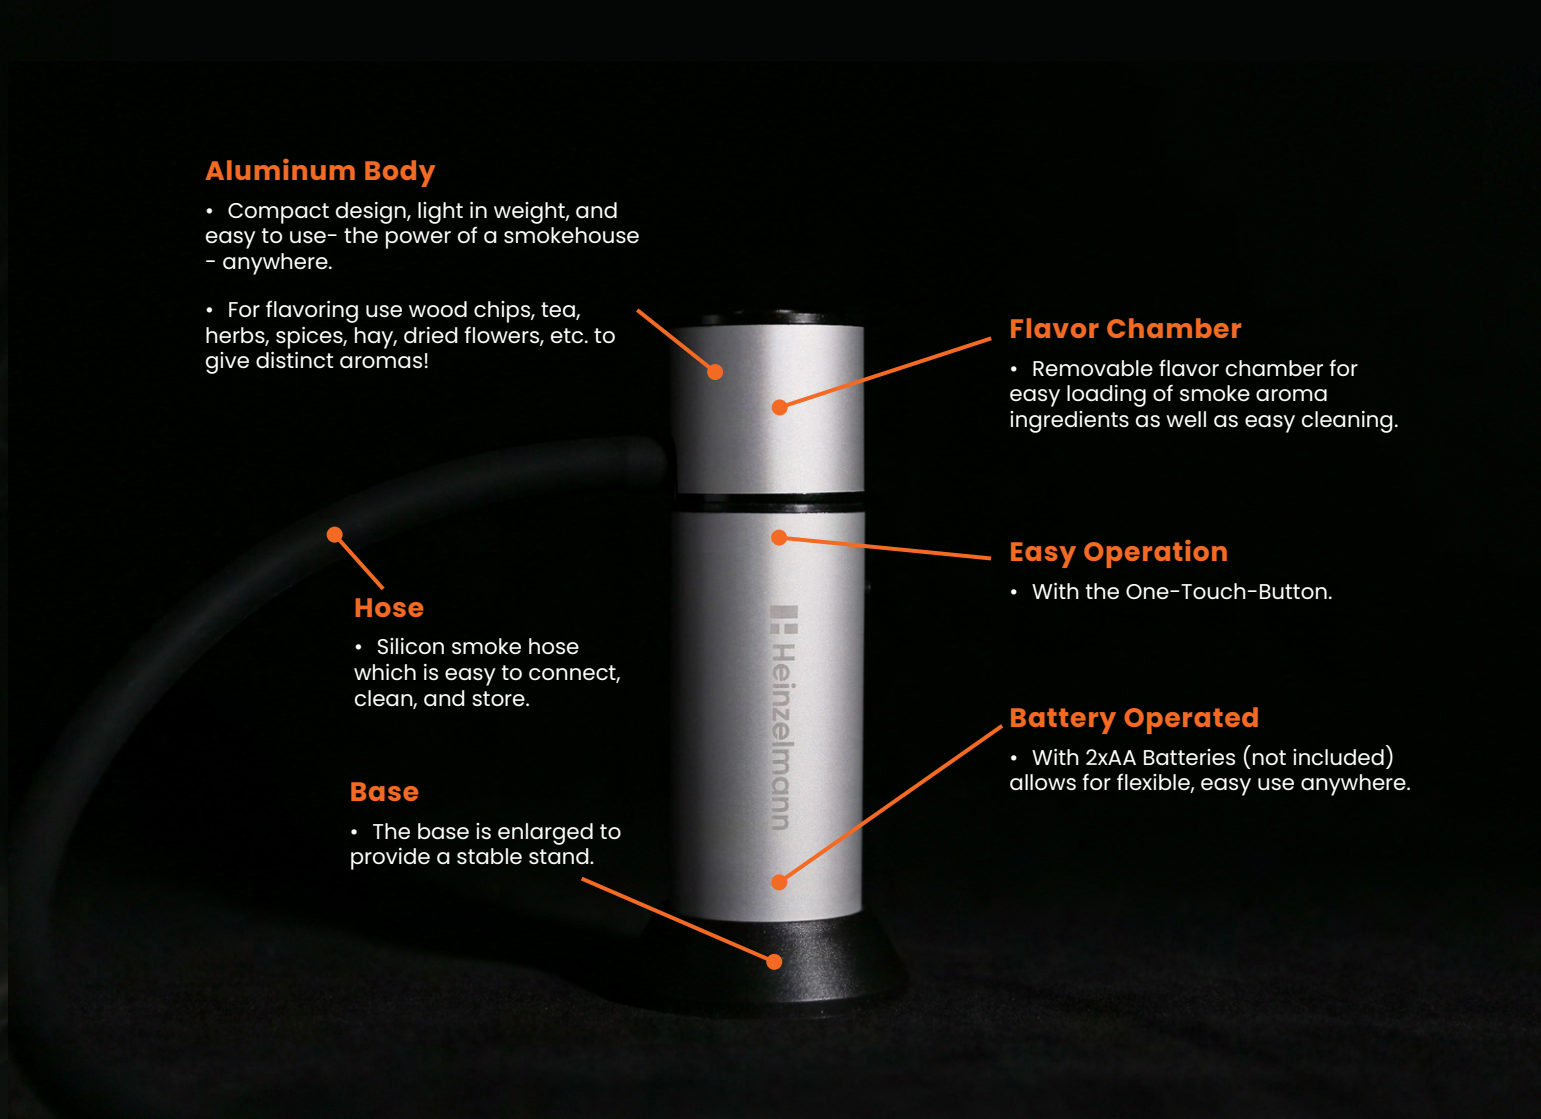 Aluminum Body
• Compact design, light in weight, and
easy to use- the power of a smokehouse
- anywhere.
• For flavoring use wood chips, tea,
herbs, spices, hay, dried flowers, etc. to
give distinct aromas!
Flavor Chamber
• Removable flavor chamber for
easy loading of smoke aroma
ingredients as well as easy cleaning.
Easy Operation
• With the One-Touch-Button.
Hose
• Silicon smoke hose
which is easy to connect,
clean, and store.
Heinzelmann
Battery Operated
• With 2xAA Batteries (not included)
allows for flexible, easy use anywhere.
Base
• The base is enlarged to
provide a stable stand.